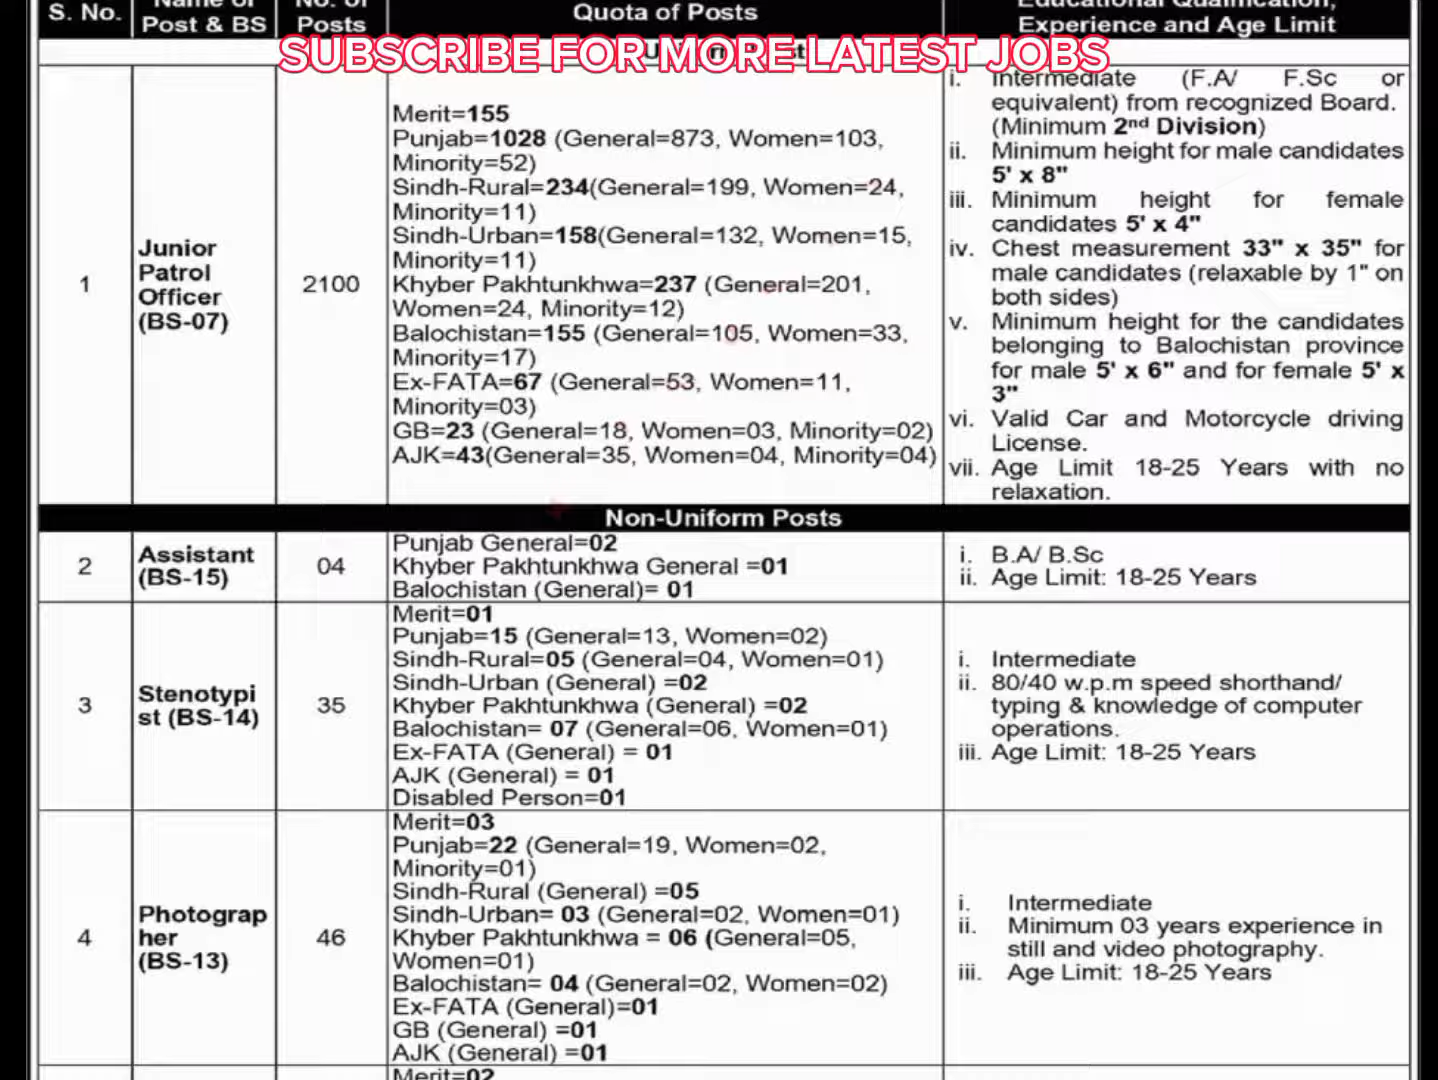 S. No.
Name of
Post & BS
No. of
Posts
Quota of Posts
Educational Qualification,
Experience and Age Limit
SUBSCRIBE FOR MORE LATEST JOBS
1
Junior
Patrol
Officer
(BS-07)
2100
Merit=155
Punjab=1028 (General=873, Women=103,
Minority=52)
Sindh-Rural=234(General=199, Women=24,
Minority=11)
Sindh-Urban=158(General=132, Women=15,
Minority=11)
Khyber Pakhtunkhwa=237 (General=201,
Women=24, Minority=12)
Balochistan=155 (General=105, Women=33,
Minority=17)
Ex-FATA=67 (General=53, Women=11,
Minority=03)
GB=23 (General=18, Women=03, Minority=02)
AJK=43(General=35, Women=04, Minority=04)
i. Intermediate (F.A/ F.Sc or
equivalent) from recognized Board.
(Minimum 2nd Division)
ii. Minimum height for male candidates
5' x 8"
iii. Minimum height for female
candidates 5' x 4"
iv. Chest measurement 33" x 35" for
male candidates (relaxable by 1" on
both sides)
v. Minimum height for the candidates
belonging to Balochistan province
for male 5' x 6" and for female 5' x
3"
vi. Valid Car and Motorcycle driving
License.
vii. Age Limit 18-25 Years with no
relaxation.
Non-Uniform Posts
2
Assistant
(BS-15)
04
Punjab General=02
Khyber Pakhtunkhwa General =01
Balochistan (General)= 01
i. B.A/ B.Sc
ii. Age Limit: 18-25 Years
3
Stenotypi
st (BS-14)
35
Merit=01
Punjab=15 (General=13, Women=02)
Sindh-Rural=05 (General=04, Women=01)
Sindh-Urban (General) =02
Khyber Pakhtunkhwa (General) =02
Balochistan= 07 (General=06, Women=01)
Ex-FATA (General) = 01
AJK (General) = 01
Disabled Person=01
i. Intermediate
ii. 80/40 w.p.m speed shorthand/
typing & knowledge of computer
operations.
iii. Age Limit: 18-25 Years
4
Photograp
her
(BS-13)
46
Merit=03
Punjab=22 (General=19, Women=02,
Minority=01)
Sindh-Rural (General) =05
Sindh-Urban= 03 (General=02, Women=01)
Khyber Pakhtunkhwa = 06 (General=05,
Women=01)
Balochistan= 04 (General=02, Women=02)
Ex-FATA (General)=01
GB (General) =01
AJK (General) =01
i. Intermediate
ii. Minimum 03 years experience in
still and video photography.
iii. Age Limit: 18-25 Years
Merit=02